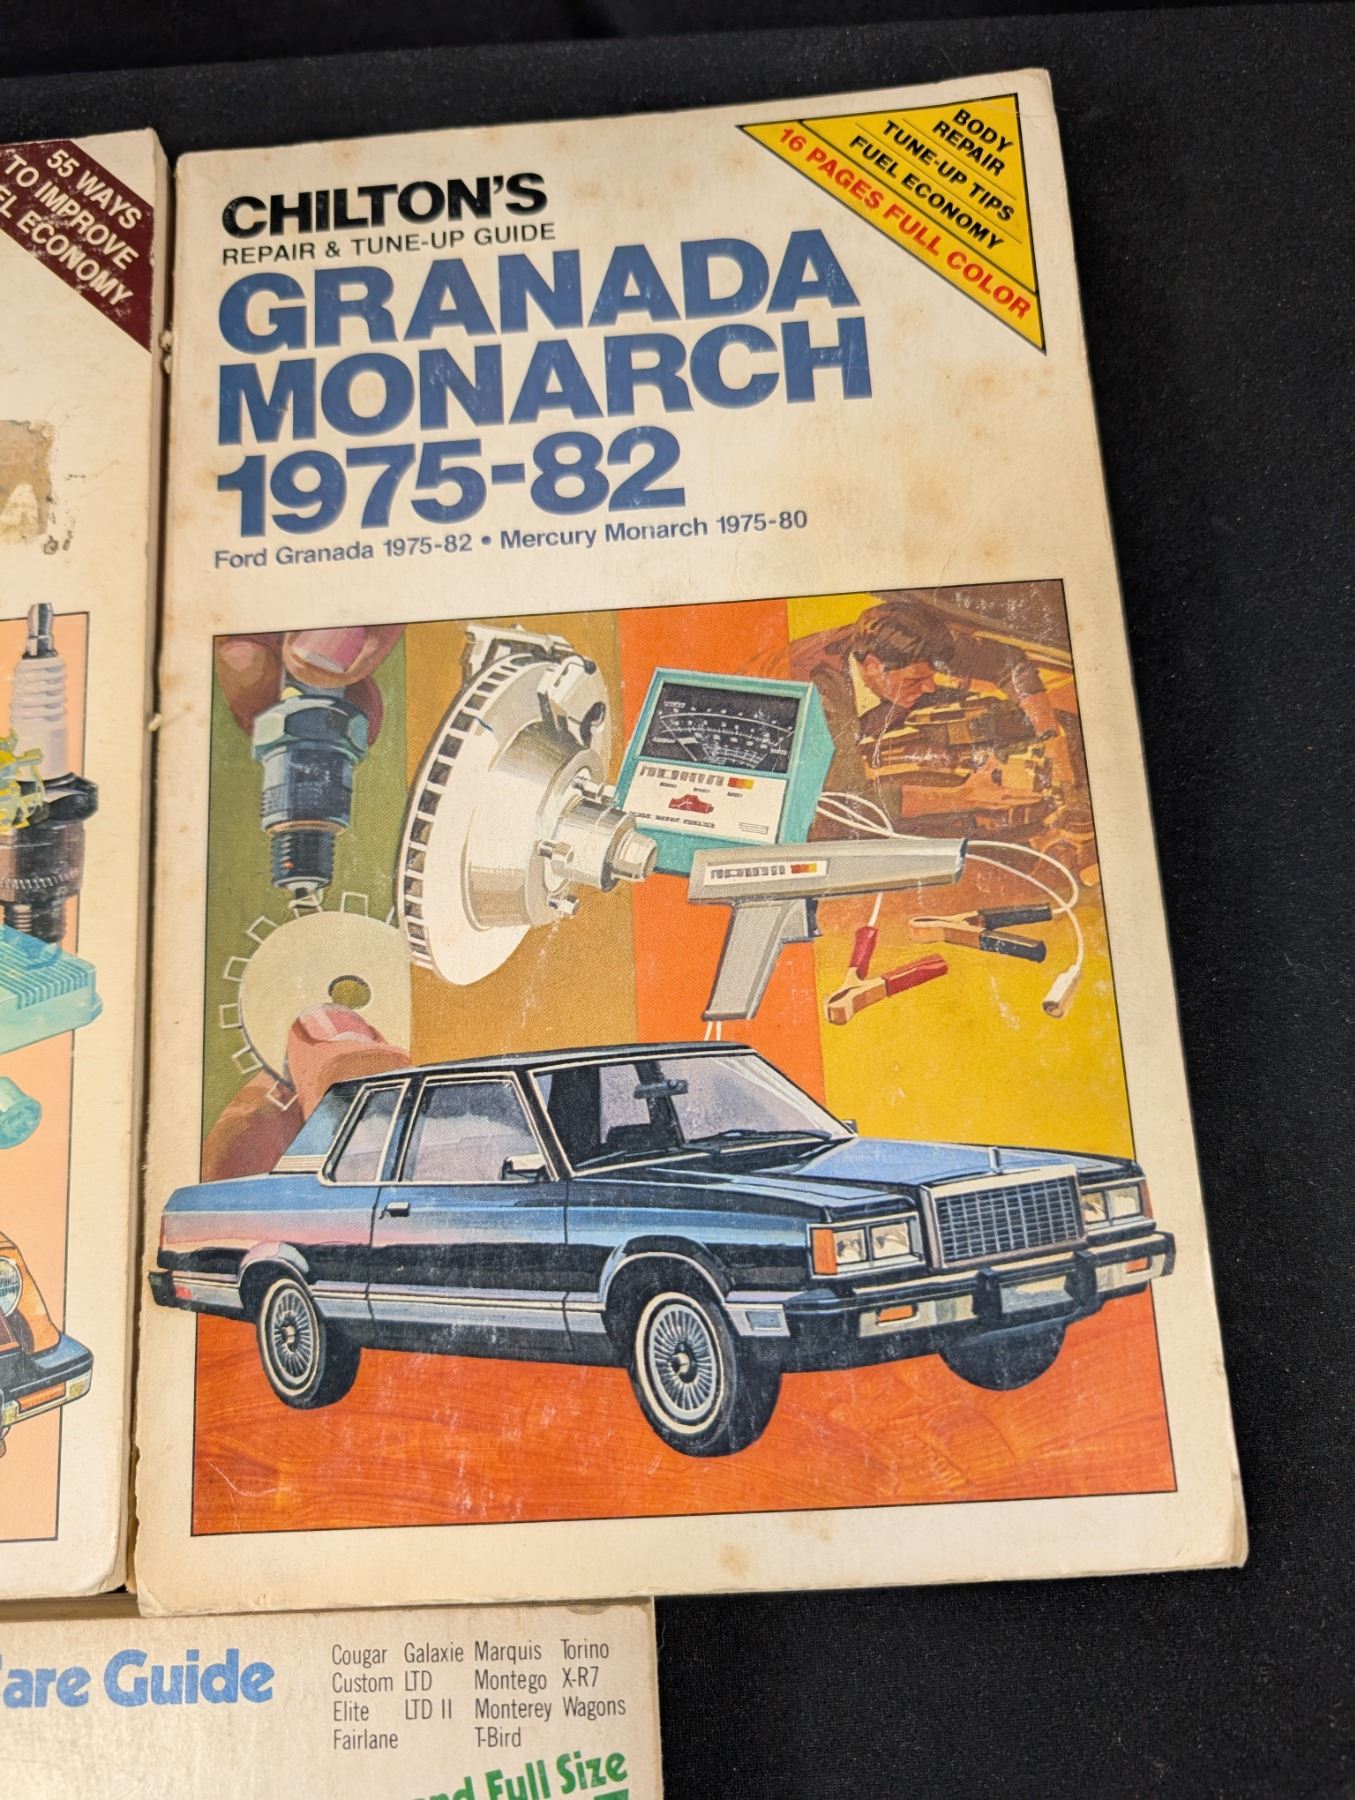 55 WAYS
TO IMPROVE
ECONOMY
CHILTON'S
REPAIR & TUNE-UP GUIDE
GRANADA
MONARCH
1975-82
Ford Granada 1975-82 • Mercury Monarch 1975-80
BODY
REPAIR
TUNE-UP TIPS
FUEL ECONOMY
16 PAGES FULL COLOR
are Guide
Cougar Galaxie Marquis Torino
Custom LTD Montego X-R7
Elite LTD II Monterey Wagons
Fairlane T-Bird
Full Size